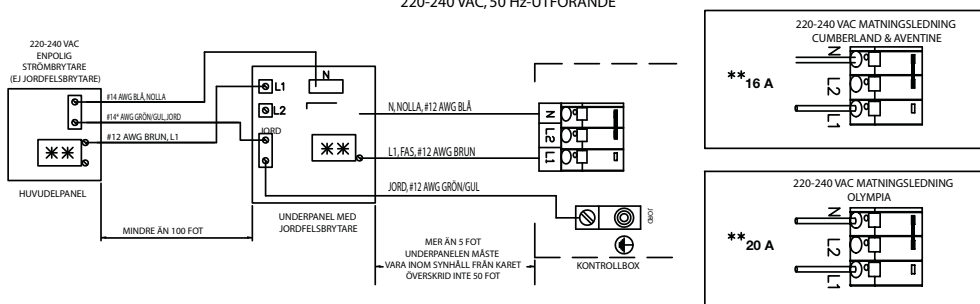 220-240 VAC, 50 Hz-UTFÖRANDE
220-240 VAC
ENPOLIG
STRÖMBRYTARE
(EJ JORDFELSBRYTARE)
#14 AWG BLÅ, NOLLA
#14* AWG GRÖN/GUL, JORD
#12 AWG BRUN, L1
**
HUVUDELPANEL
MINDRE ÄN 100 FOT
N
L1
L2
JORD
**
UNDERPANEL MED
JORDFELSBRYTARE
N, NOLLA, #12 AWG BLÅ
L1, FAS, #12 AWG BRUN
JORD, #12 AWG GRÖN/GUL
MER ÄN 5 FOT
UNDERPANELEN MÅSTE
VARA INOM SYNHÅLL FRÅN KARET
ÖVERSKRID INTE 50 FOT
N
L2
L1
JORD
KONTROLLBOX
220-240 VAC MATNINGSLEDNING
CUMBERLAND & AVENTINE
**16 A
N
L2
L1
220-240 VAC MATNINGSLEDNING
OLYMPIA
**20 A
N
L2
L1